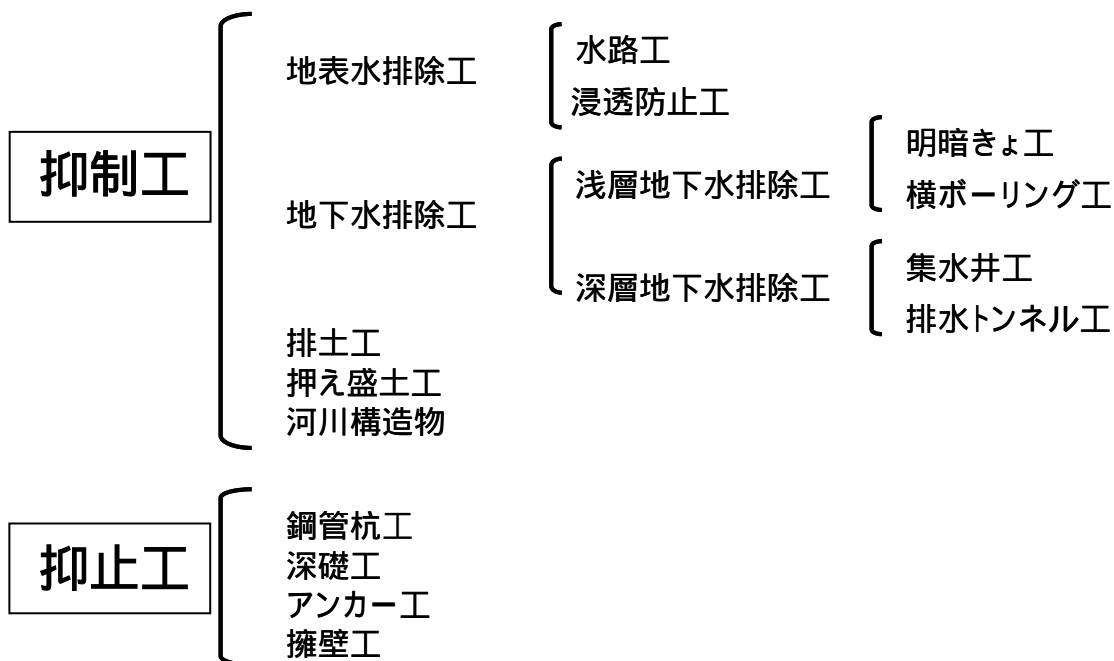 抑制工
地表水排除工
水路工
浸透防止工
地下水排除工
浅層地下水排除工
明暗きょ工
横ボーリング工
深層地下水排除工
集水井工
排水トンネル工
排土工
押え盛土工
河川構造物
抑止工
鋼管杭工
深礎工
アンカー工
擁壁工